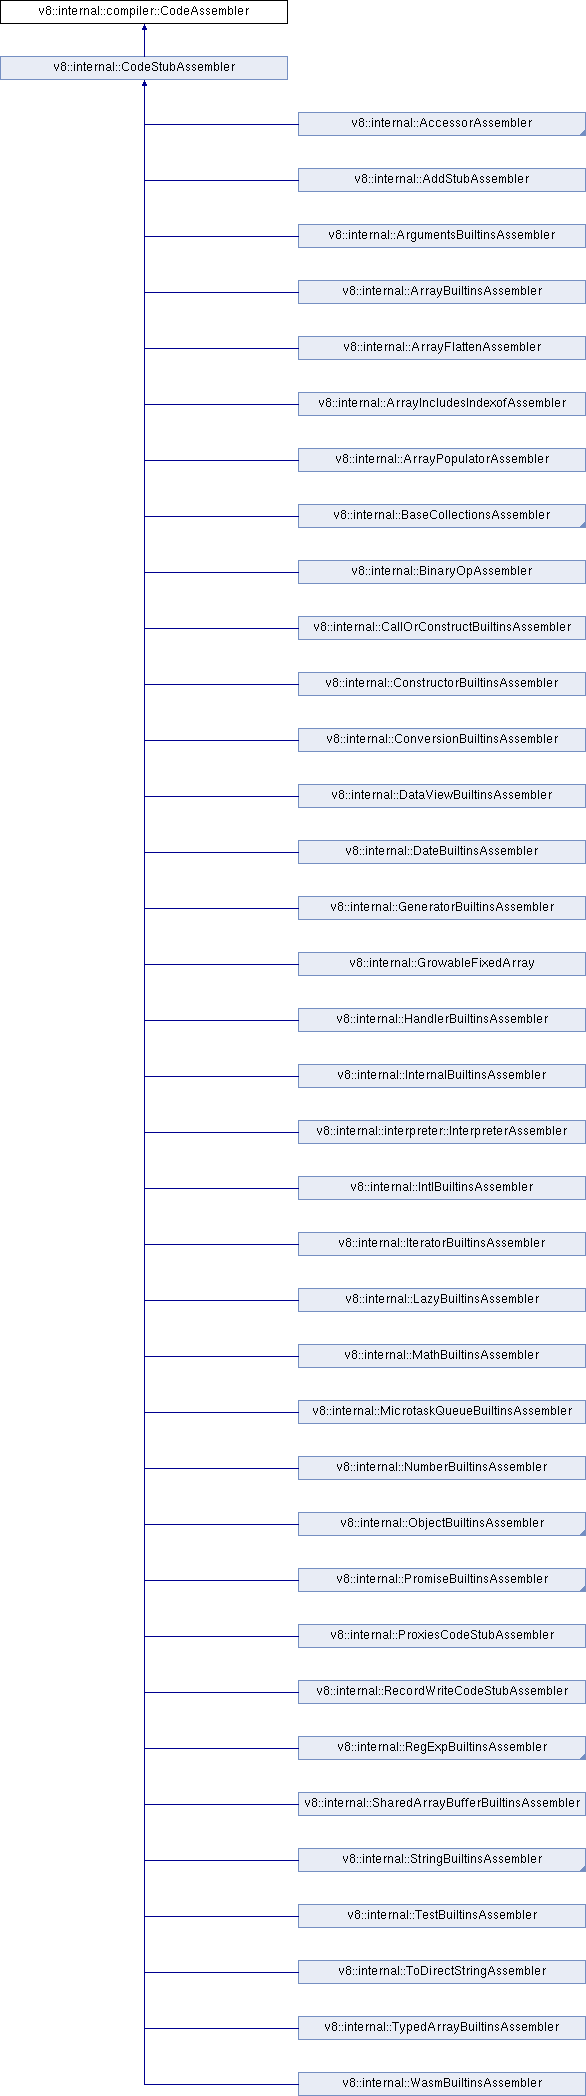 v8::internal::compiler::CodeAssembler
v8::internal::CodeStubAssembler
v8::internal::AccessorAssembler
v8::internal::AddStubAssembler
v8::internal::ArgumentsBuiltinsAssembler
v8::internal::ArrayBuiltinsAssembler
v8::internal::ArrayFlattenAssembler
v8::internal::ArrayIncludesIndexofAssembler
v8::internal::ArrayPopulatorAssembler
v8::internal::BaseCollectionsAssembler
v8::internal::BinaryOpAssembler
v8::internal::CallOrConstructBuiltinsAssembler
v8::internal::ConstructorBuiltinsAssembler
v8::internal::ConversionBuiltinsAssembler
v8::internal::DataViewBuiltinsAssembler
v8::internal::DateBuiltinsAssembler
v8::internal::GeneratorBuiltinsAssembler
v8::internal::GrowableFixedArray
v8::internal::HandlerBuiltinsAssembler
v8::internal::InternalBuiltinsAssembler
v8::internal::interpreter::InterpreterAssembler
v8::internal::IntlBuiltinsAssembler
v8::internal::IteratorBuiltinsAssembler
v8::internal::LazyBuiltinsAssembler
v8::internal::MathBuiltinsAssembler
v8::internal::MicrotaskQueueBuiltinsAssembler
v8::internal::NumberBuiltinsAssembler
v8::internal::ObjectBuiltinsAssembler
v8::internal::PromiseBuiltinsAssembler
v8::internal::ProxiesCodeStubAssembler
v8::internal::RecordWriteCodeStubAssembler
v8::internal::RegExpBuiltinsAssembler
v8::internal::SharedArrayBufferBuiltinsAssembler
v8::internal::StringBuiltinsAssembler
v8::internal::TestBuiltinsAssembler
v8::internal::ToDirectStringAssembler
v8::internal::TypedArrayBuiltinsAssembler
v8::internal::WasmBuiltinsAssembler